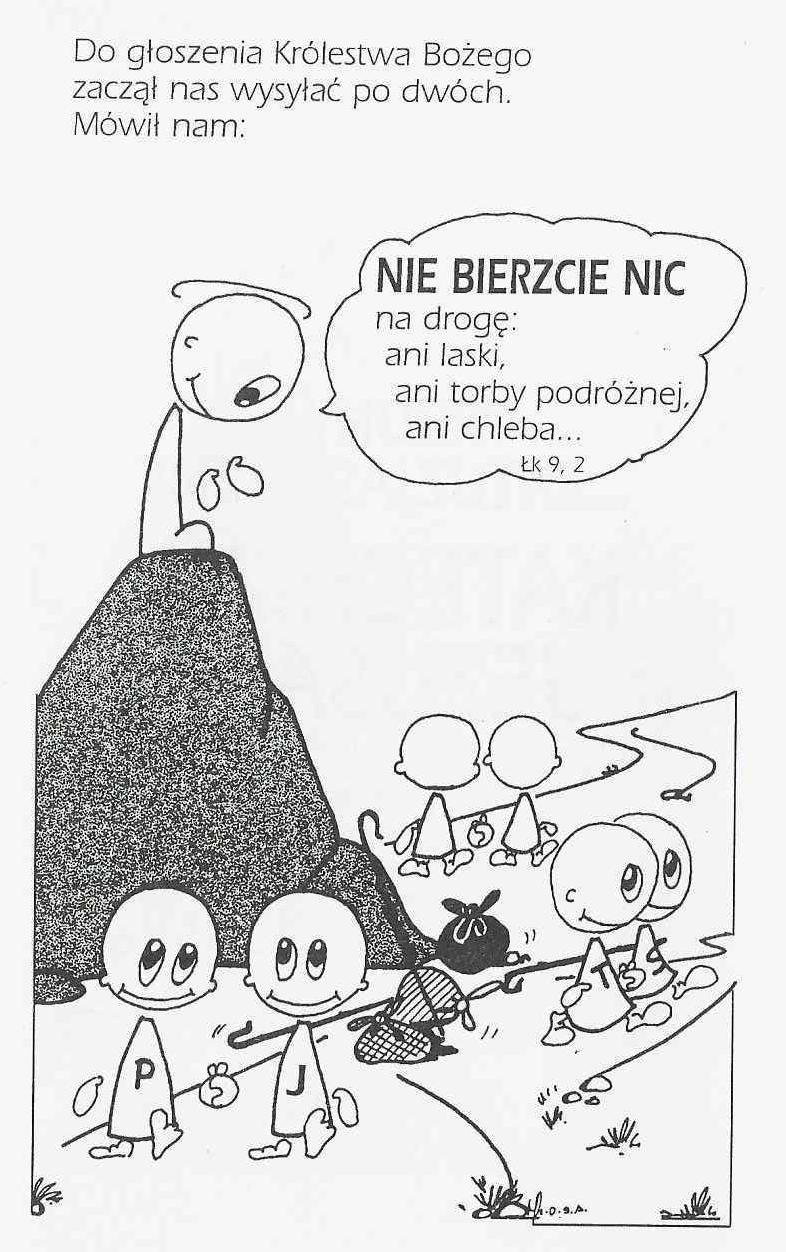 Do głoszenia Królestwa Bożego
zaczął nas wysyłać po dwóch.
Mówił nam:
NIE BIERZCIE NIC
na drogę:
ani laski,
ani torby podróżnej,
ani chleba...
Łk 9, 2
P
J
T